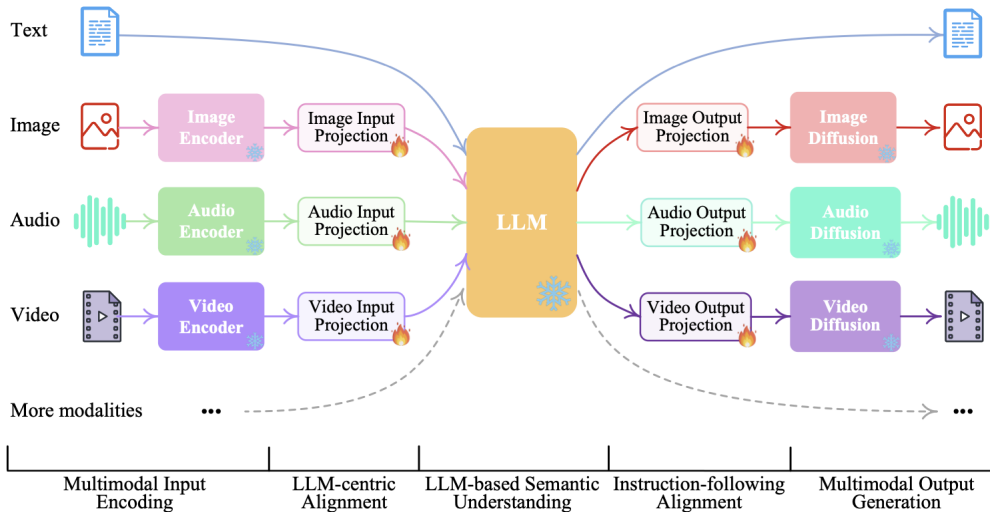 Text
Image
Image
Encoder
Image Input
Projection
Image Output
Projection
Image
Diffusion
Audio
Audio
Encoder
Audio Input
Projection
LLM
Audio Output
Projection
Audio
Diffusion
Video
Video
Encoder
Video Input
Projection
Video Output
Projection
Video
Diffusion
More modalities
...
...
Multimodal Input
Encoding
LLM-centric
Alignment
LLM-based Semantic
Understanding
Instruction-following
Alignment
Multimodal Output
Generation